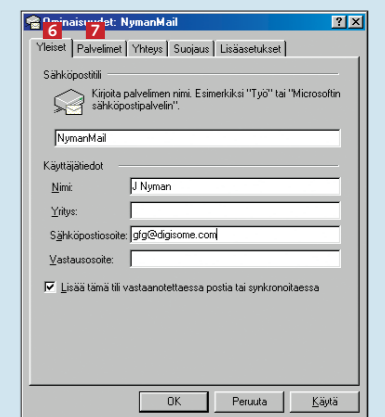 Ominaisuudet: NymanMail
6 7
Yleiset Palvelimet Yhteys Suojaus Lisäasetukset
Sähköpostitili
Kirjoita palvelimen nimi. Esimerkiksi "Työ" tai "Microsoftin
sähköpostipalvelin".
NymanMail
Käyttäjätiedot
Nimi: J Nyman
Yritys:
Sähköpostiosoite: gfg@digisome.com
Vastausosoite:
Lisää tämä tili vastaanotettaessa postia tai synkronoitaessa
OK Peruuta Käytä